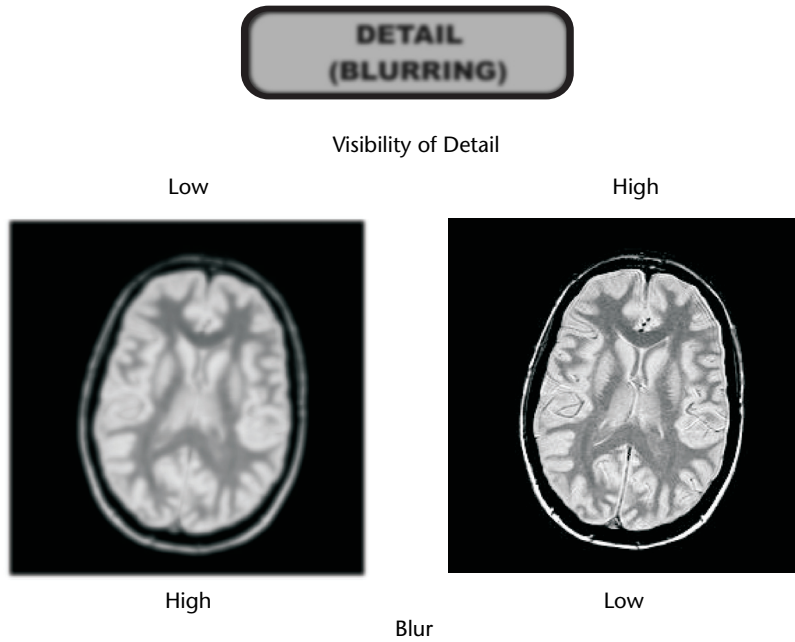 DETAIL
(BLURRING)
Visibility of Detail
Low High
High Low
Blur